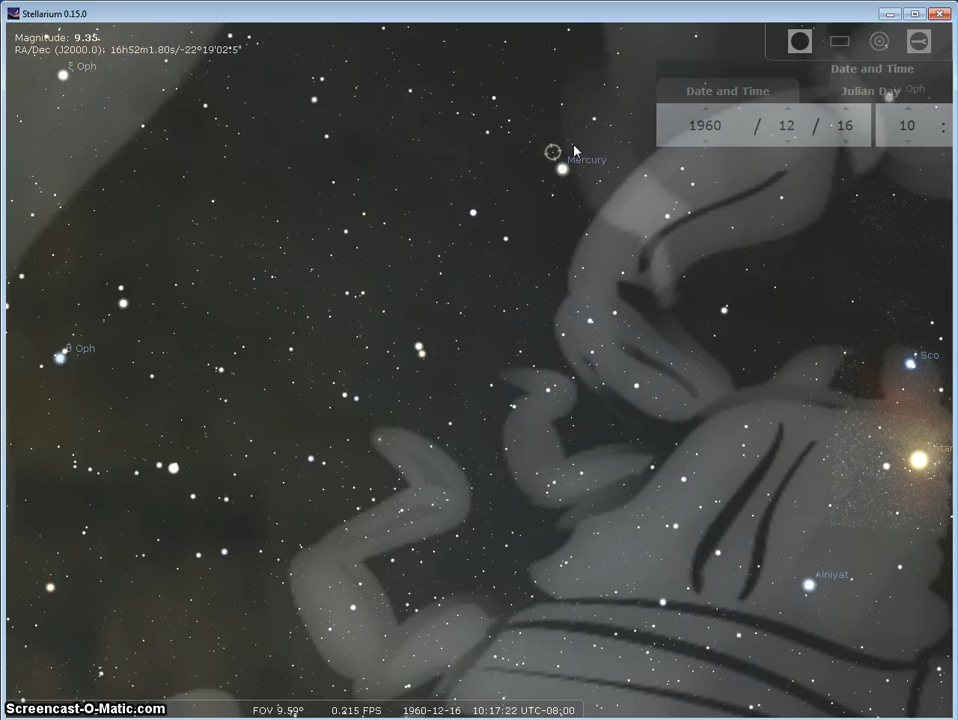 Stellarium 0.15.0
Magnitude: 9.35
RA/Dec (J2000.0): 16h52m1.80s/-22°19'02.5"
ξ Oph
Date and Time
Date and Time
Julian Day
Oph
1960 / 12 / 16
10 :
Mercury
θ Oph
Sco
Alniyat
Screencast-O-Matic.com
FOV 9.59°
0.215 FPS
1960-12-16
10:17:22 UTC-08:00